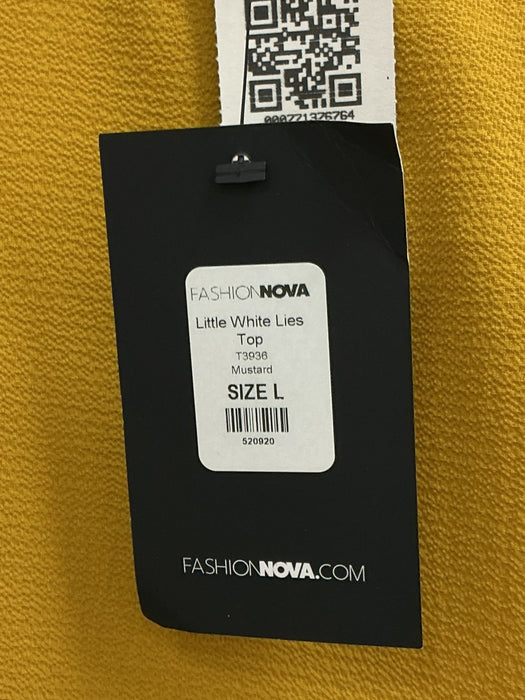 000771376764
FASHIONNOVA
Little White Lies
Top
T3936
Mustard
SIZE L
520920
FASHIONNOVA.COM